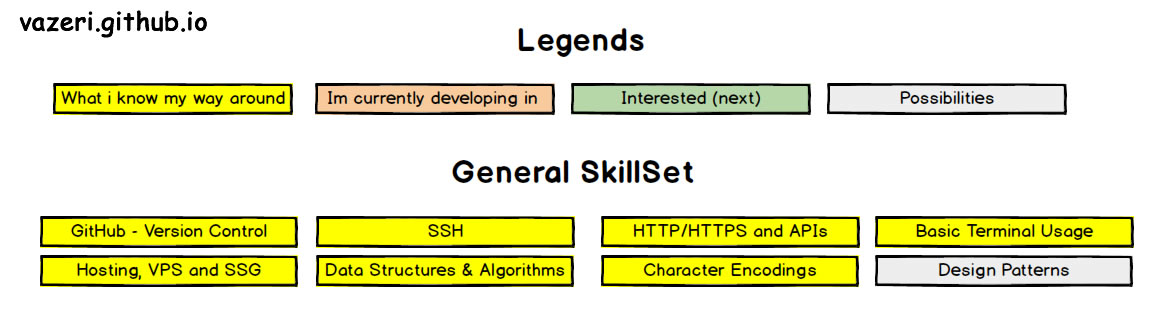 vazeri.github.io
Legends
What i know my way around
Im currently developing in
Interested (next)
Possibilities
General SkillSet
GitHub - Version Control
SSH
HTTP/HTTPS and APIs
Basic Terminal Usage
Hosting, VPS and SSG
Data Structures & Algorithms
Character Encodings
Design Patterns